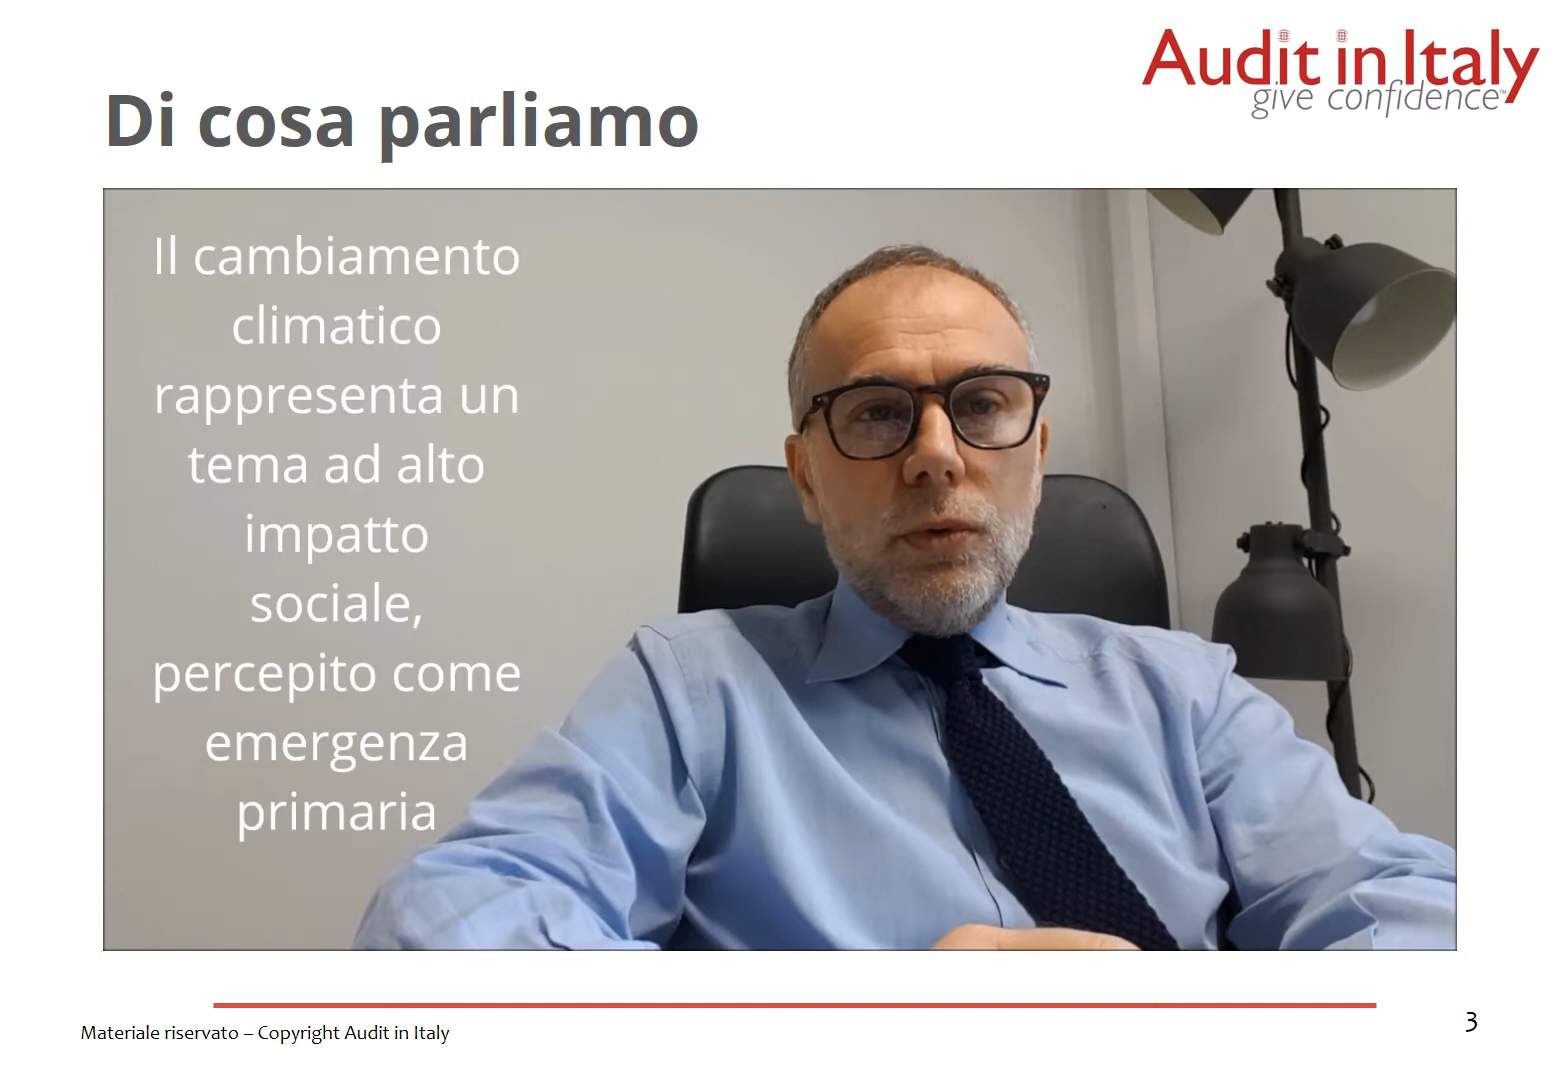 Audit in Italy
give confidence™
Di cosa parliamo
Il cambiamento
climatico
rappresenta un
tema ad alto
impatto
sociale,
percepito come
emergenza
primaria
Materiale riservato – Copyright Audit in Italy
3